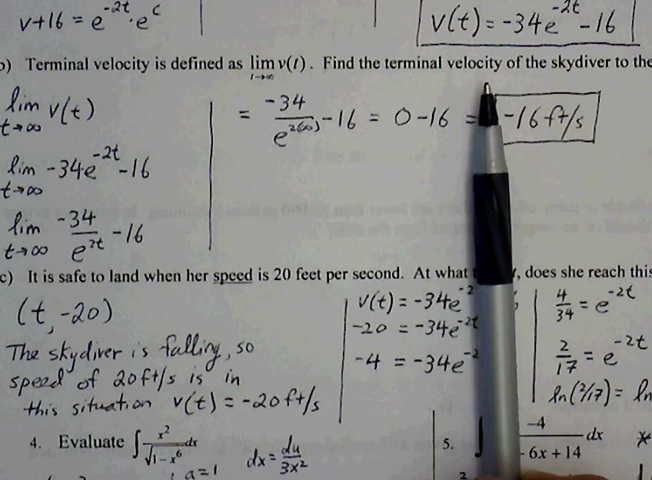 v+16 = e^-2t · e^c
v(t) = -34e^-2t -16
b) Terminal velocity is defined as lim t→∞ v(t). Find the terminal velocity of the skydiver to the
lim t→∞ v(t)
lim t→∞ -34e^-2t -16
lim t→∞ -34/e^2t -16
= -34/e^2(∞) -16 = 0-16 = -16 ft/s
c) It is safe to land when her speed is 20 feet per second. At what does she reach this
(t, -20)
The skydiver is falling, so
speed of 20 ft/s is in
this situation v(t) = -20 ft/s
v(t) = -34e^-2
-20 = -34e^-2t
-4 = -34e^-2
4/34 = e^-2t
2/17 = e^-2t
ln(2/17) = ln
4. Evaluate ∫ x²/√1-x⁶ dx
dx = du/3x²
a = 1
5. ∫ -4/ - 6x + 14 dx *